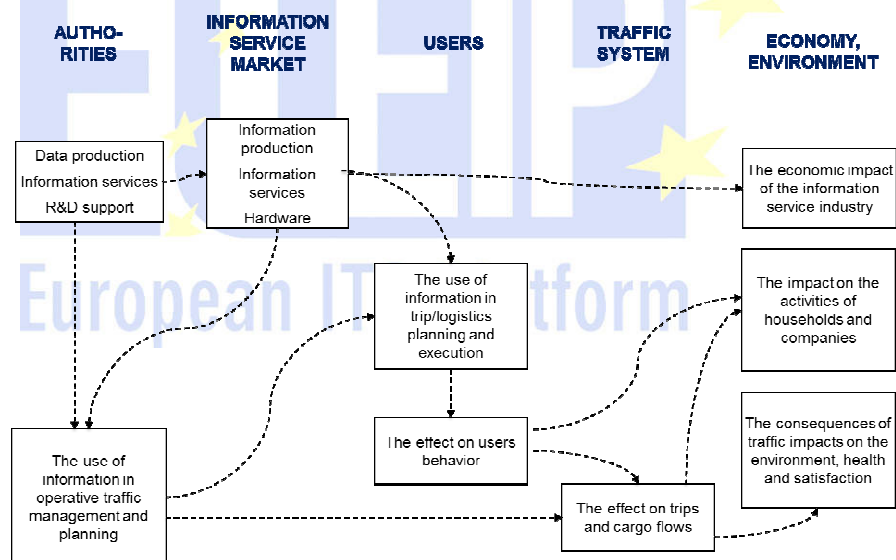 AUTHO-
RITIES
INFORMATION
SERVICE
MARKET
USERS
TRAFFIC
SYSTEM
ECONOMY,
ENVIRONMENT
Data production
Information services
R&D support
Information
production
Information
services
Hardware
The economic impact
of the information
service industry
The use of
information in
trip/logistics
planning and
execution
The impact on the
activities of
households and
companies
The effect on users
behavior
The consequences of
traffic impacts on the
environment, health
and satisfaction
The use of
information in
operative traffic
management and
planning
The effect on trips
and cargo flows
EUEIP
European IT tform